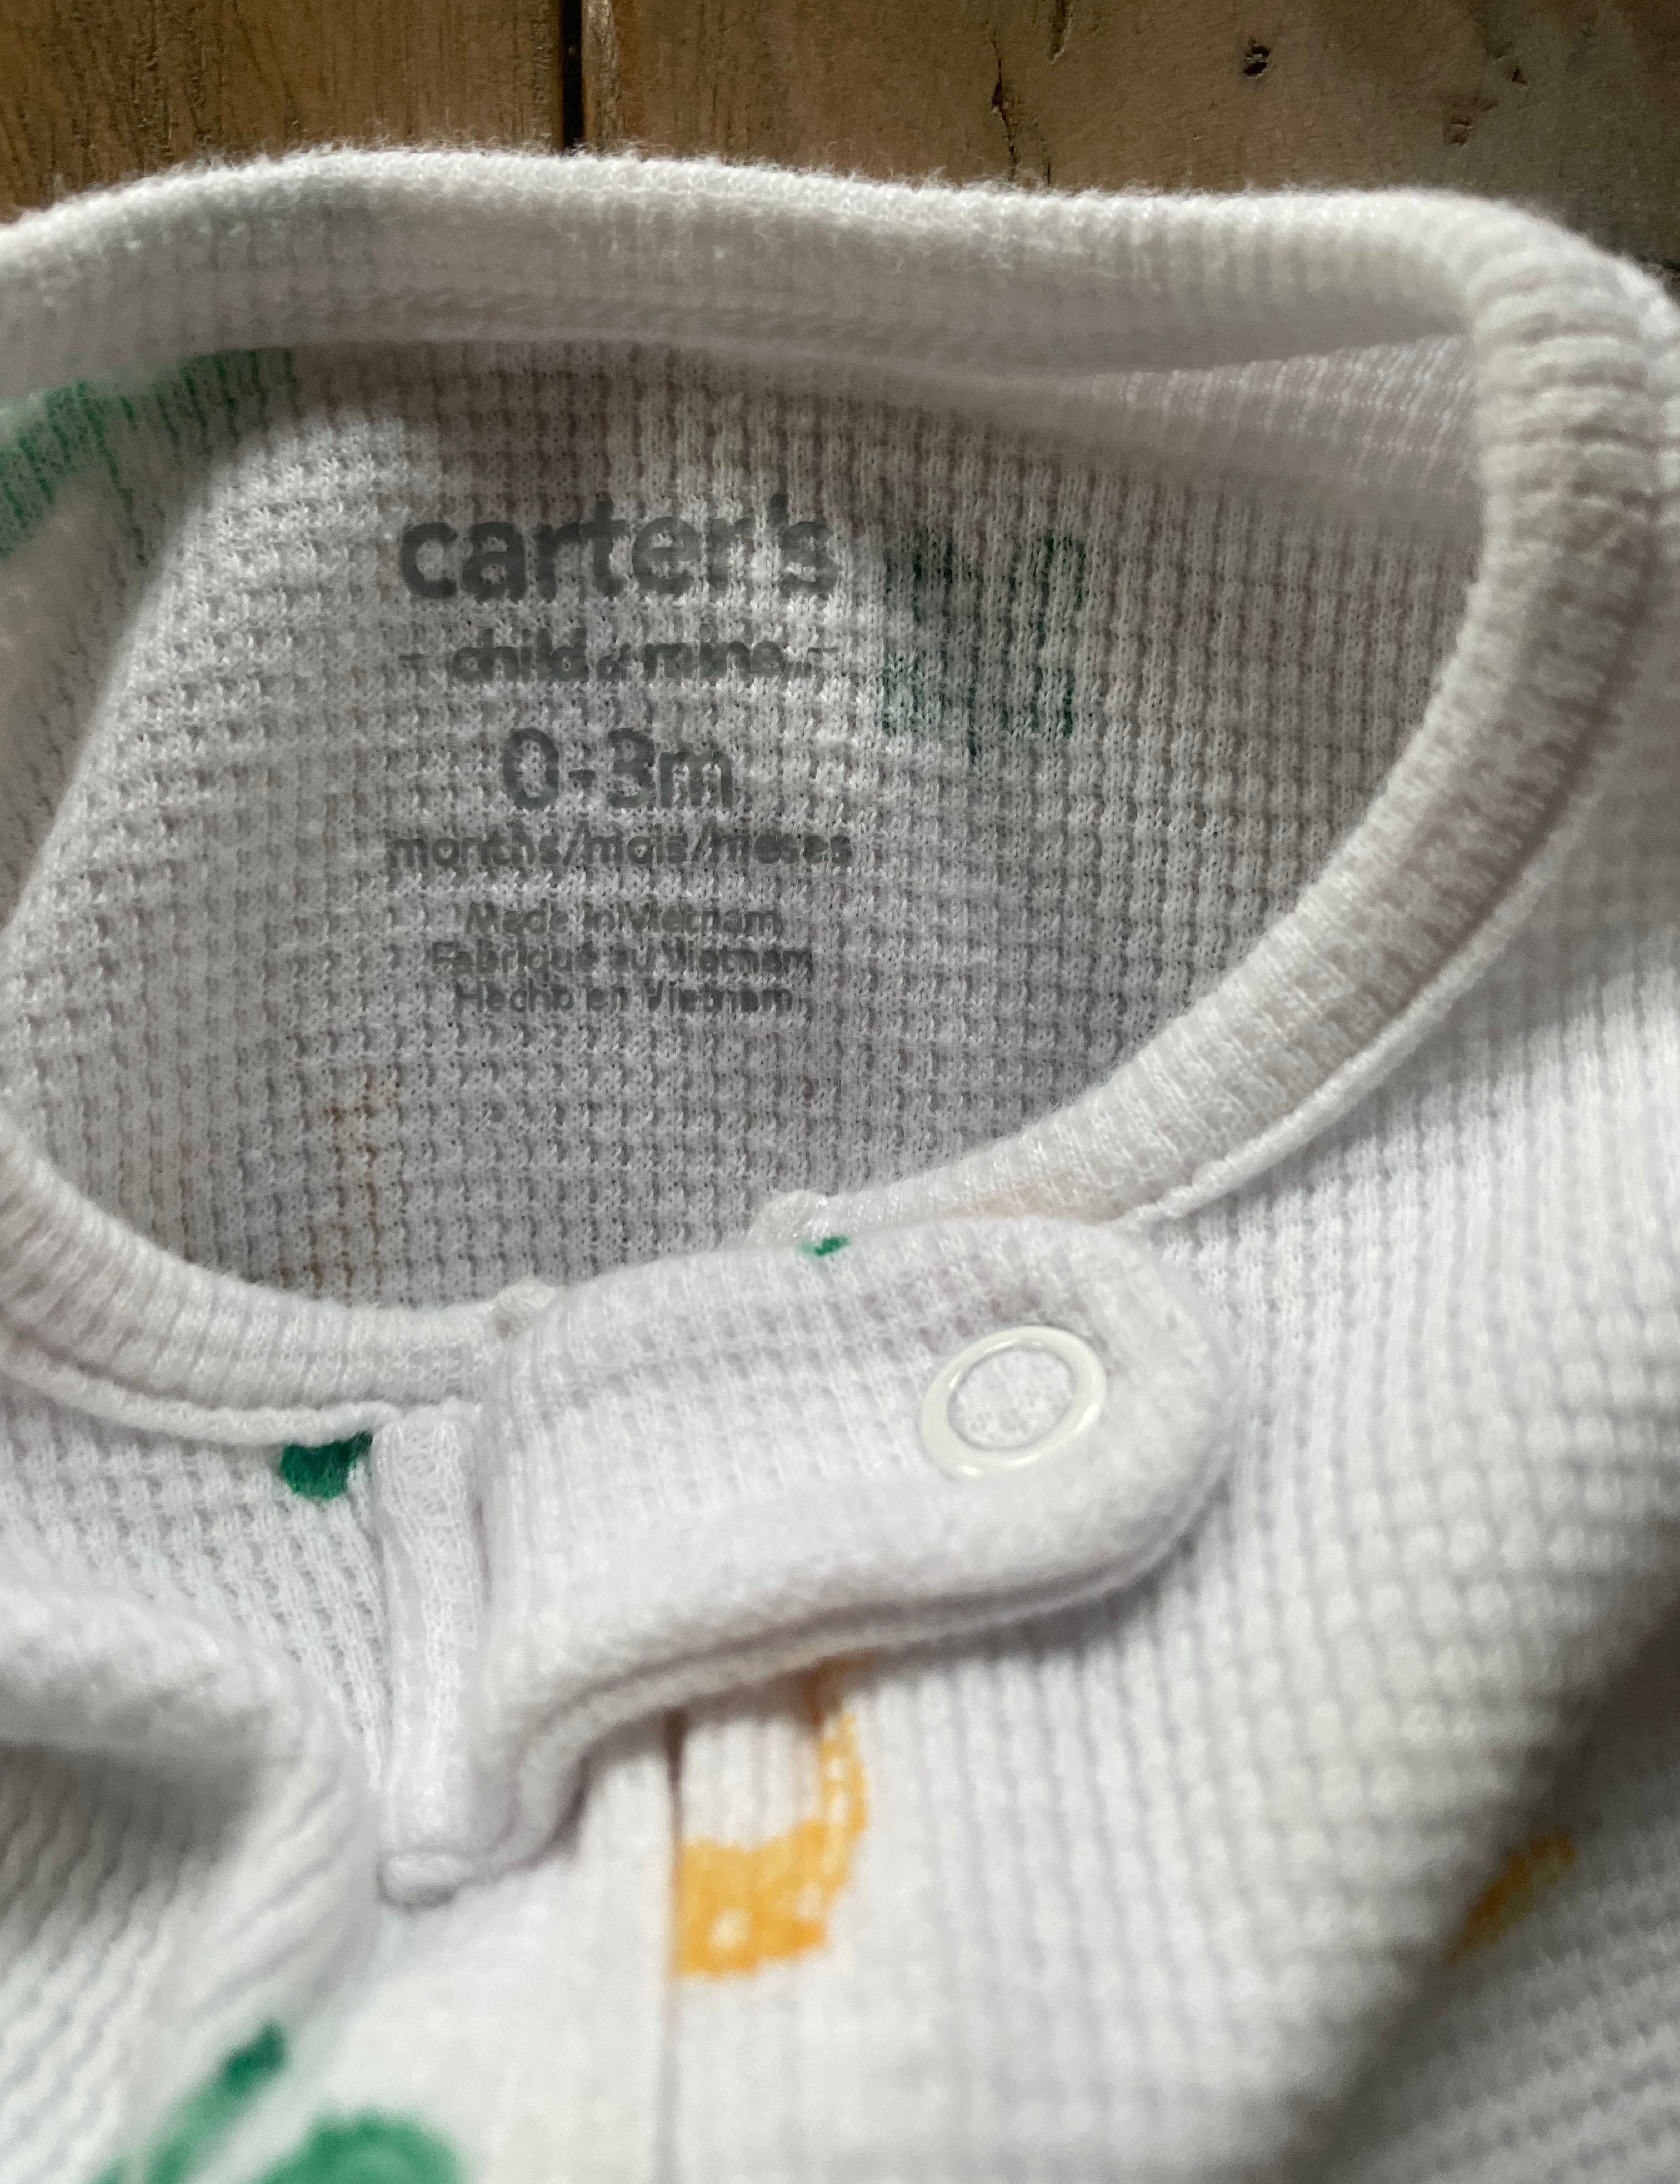 carter's
- child of mine -
0-3m
months/mois/meses
Made in Vietnam
Fabriqué au Vietnam
Hecho en Vietnam